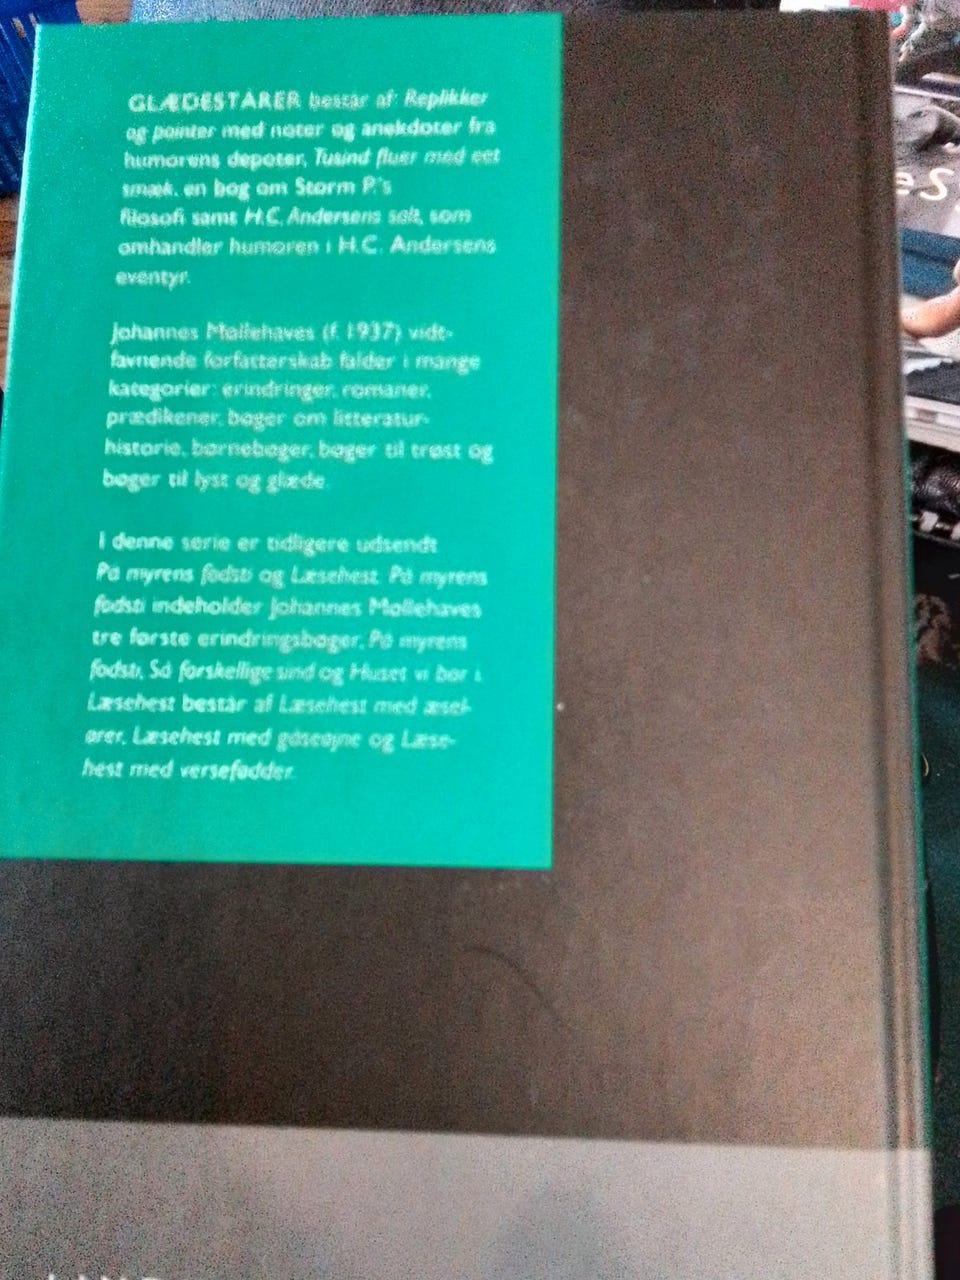 GLÆDESTÅRER består af: Replikker
og pointer med noter og anekdoter fra
humorens depoter, Tusind fluer med eet
smæk, en bog om Storm P.'s
filosofi samt H.C. Andersens salt, som
omhandler humoren i H.C. Andersens
eventyr.
Johannes Møllehaves (f. 1937) vidt-
favnende forfatterskab falder i mange
kategorier: erindringer, romaner,
prædikener, bøger om litteratur-
historie, børnebøger, bøger til trøst og
bøger til lyst og glæde.
I denne serie er tidligere udsendt
På myrens fodsti og Læsehest. På myrens
fodsti indeholder Johannes Møllehaves
tre første erindringsbøger, På myrens
fodsti, Så forskellige sind og Huset vi bor i.
Læsehest består af Læsehest med æsel-
ører, Læsehest med gåseøjne og Læse-
hest med versefødder.
eS